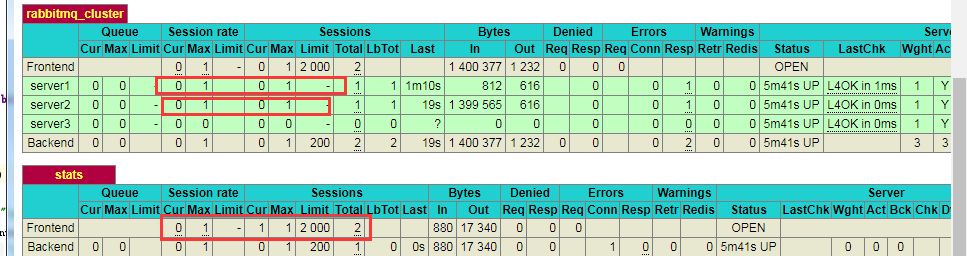 rabbitmq_cluster
Queue Session rate Sessions Bytes Denied Errors Warnings Serve
Cur Max Limit Cur Max Limit Cur Max Limit Total LbTot Last In Out Req Resp Req Conn Resp Retr Redis Status LastChk Wght Ac
Frontend 0 1 - 0 1 2 000 2 1 400 377 1 232 0 0 0 OPEN
server1 0 0 - 0 1 0 1 - 1 1 1m10s 812 616 0 0 1 0 0 5m41s UP L4OK in 1ms 1 Y
server2 0 0 - 0 1 0 1 - 1 1 19s 1 399 565 616 0 0 1 0 0 5m41s UP L4OK in 0ms 1 Y
server3 0 0 - 0 0 0 0 - 0 0 ? 0 0 0 0 0 0 0 5m41s UP L4OK in 0ms 1 Y
Backend 0 0 0 1 0 1 200 2 2 19s 1 400 377 1 232 0 0 0 2 0 0 5m41s UP 3 3
stats
Queue Session rate Sessions Bytes Denied Errors Warnings Server
Cur Max Limit Cur Max Limit Cur Max Limit Total LbTot Last In Out Req Resp Req Conn Resp Retr Redis Status LastChk Wght Act Bck Chk D
Frontend 0 1 - 1 1 2 000 2 880 17 340 0 0 0 OPEN
Backend 0 0 0 1 0 1 200 1 0 0s 880 17 340 0 0 1 0 0 0 5m41s UP 0 0 0